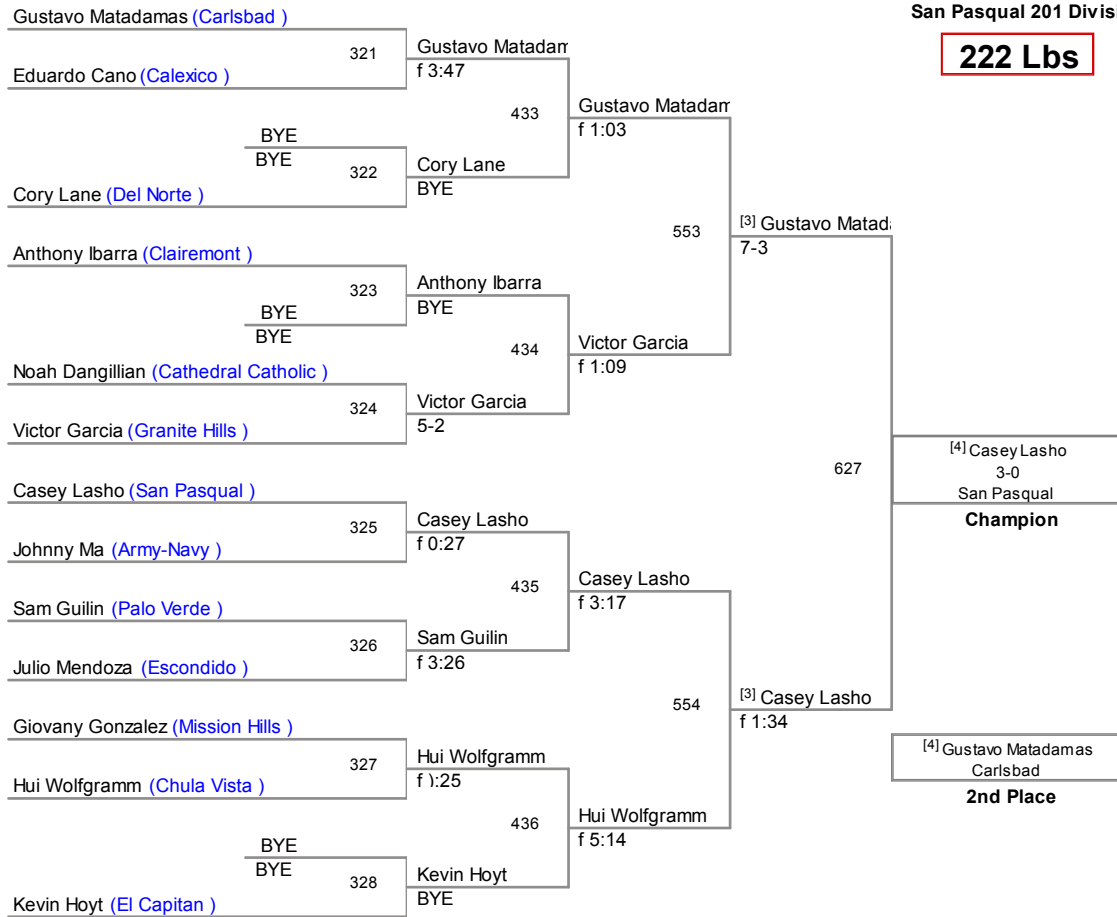 San Pasqual 201 Divisi
222 Lbs
Gustavo Matadamas (Carlsbad )
321
Eduardo Cano (Calexico )
Gustavo Matadam
f 3:47
BYE
BYE
322
Cory Lane (Del Norte )
Cory Lane
BYE
433
Gustavo Matadam
f 1:03
Anthony Ibarra (Clairemont )
323
BYE
BYE
Anthony Ibarra
BYE
Noah Dangillian (Cathedral Catholic )
324
Victor Garcia (Granite Hills )
Victor Garcia
5-2
434
Victor Garcia
f 1:09
553
[3] Gustavo Matad
7-3
Casey Lasho (San Pasqual )
325
Johnny Ma (Army-Navy )
Casey Lasho
f 0:27
Sam Guilin (Palo Verde )
326
Julio Mendoza (Escondido )
Sam Guilin
f 3:26
435
Casey Lasho
f 3:17
Giovany Gonzalez (Mission Hills )
327
Hui Wolfgramm (Chula Vista )
Hui Wolfgramm
f ):25
BYE
BYE
328
Kevin Hoyt (El Capitan )
Kevin Hoyt
BYE
436
Hui Wolfgramm
f 5:14
554
[3] Casey Lasho
f 1:34
627
[4] Casey Lasho
3-0
San Pasqual
Champion
[4] Gustavo Matadamas
Carlsbad
2nd Place